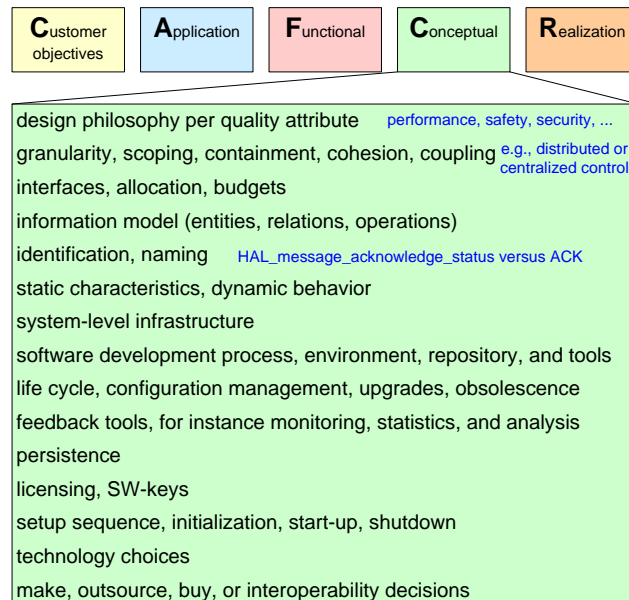 Customer objectives
Application
Functional
Conceptual
Realization
design philosophy per quality attribute performance, safety, security, ...
granularity, scoping, containment, cohesion, coupling e.g., distributed or centralized control
interfaces, allocation, budgets
information model (entities, relations, operations)
identification, naming HAL_message_acknowledge_status versus ACK
static characteristics, dynamic behavior
system-level infrastructure
software development process, environment, repository, and tools
life cycle, configuration management, upgrades, obsolescence
feedback tools, for instance monitoring, statistics, and analysis
persistence
licensing, SW-keys
setup sequence, initialization, start-up, shutdown
technology choices
make, outsource, buy, or interoperability decisions